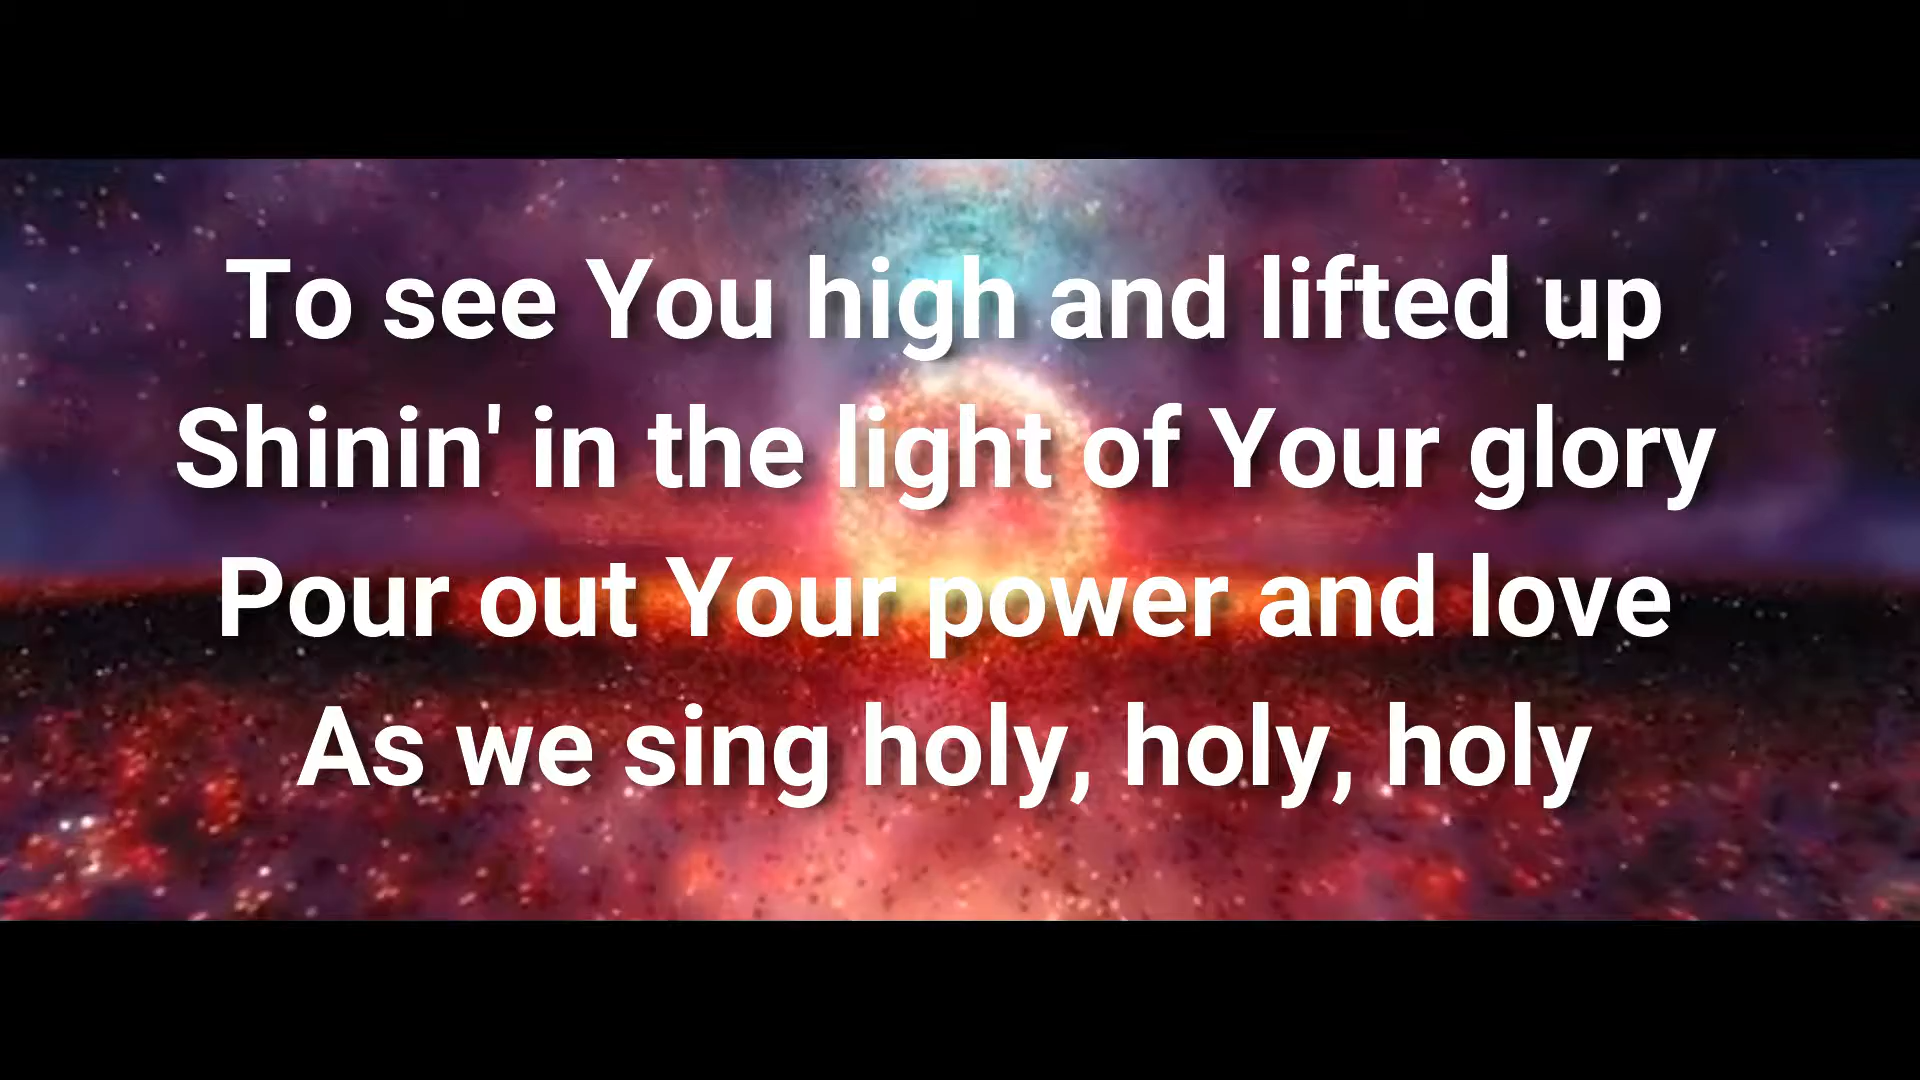 To see You high and lifted up
Shinin' in the light of Your glory
Pour out Your power and love
As we sing holy, holy, holy